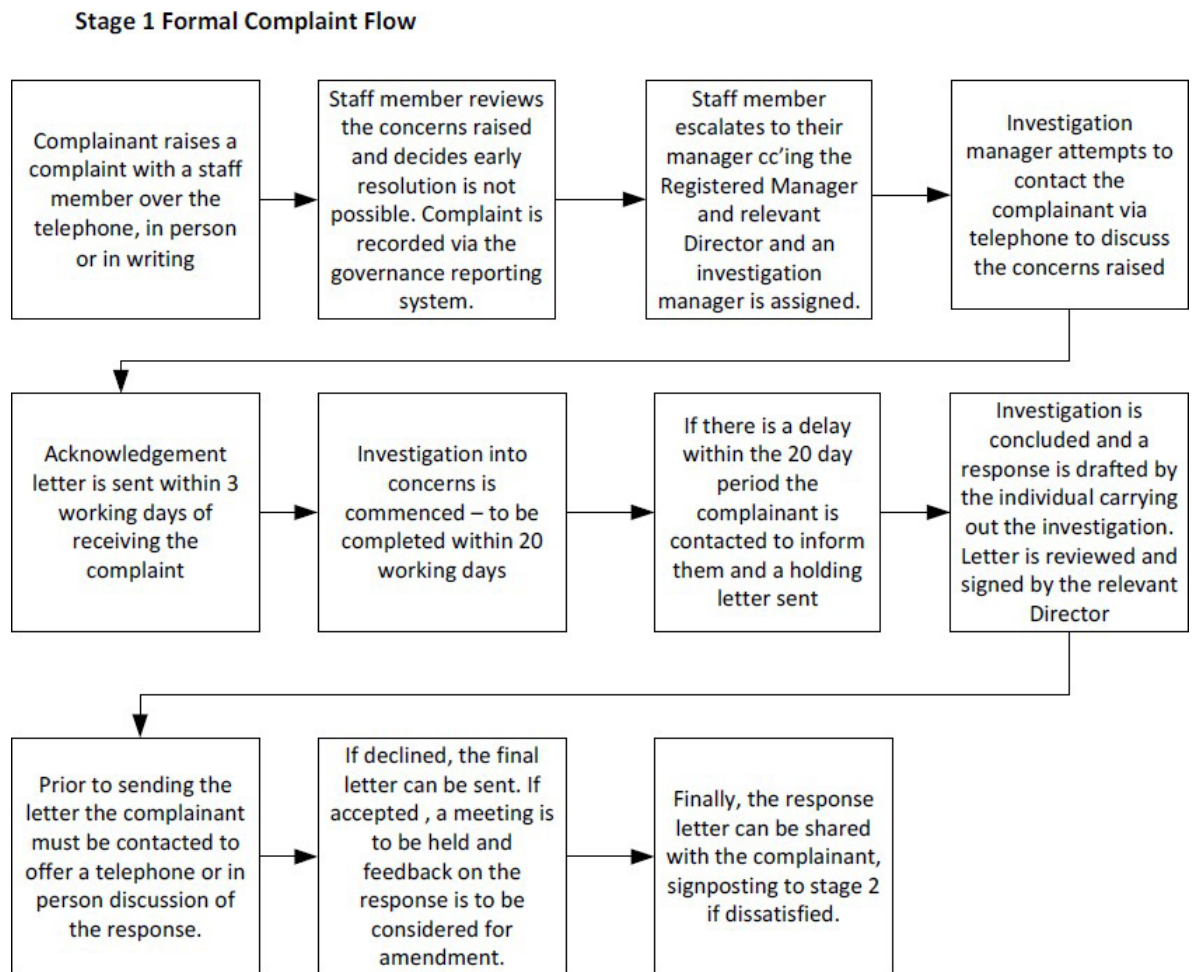 Stage 1 Formal Complaint Flow
Complainant raises a
complaint with a staff
member over the
telephone, in person
or in writing
Staff member reviews
the concerns raised
and decides early
resolution is not
possible. Complaint is
recorded via the
governance reporting
system.
Staff member
escalates to their
manager cc’ing the
Registered Manager
and relevant
Director and an
investigation
manager is assigned.
Investigation
manager attempts to
contact the
complainant via
telephone to discuss
the concerns raised
Acknowledgement
letter is sent within 3
working days of
receiving the
complaint
Investigation into
concerns is
commenced – to be
completed within 20
working days
If there is a delay
within the 20 day
period the
complainant is
contacted to inform
them and a holding
letter sent
Investigation is
concluded and a
response is drafted by
the individual carrying
out the investigation.
Letter is reviewed and
signed by the relevant
Director
Prior to sending the
letter the complainant
must be contacted to
offer a telephone or in
person discussion of
the response.
If declined, the final
letter can be sent. If
accepted , a meeting is
to be held and
feedback on the
response is to be
considered for
amendment.
Finally, the response
letter can be shared
with the complainant,
signposting to stage 2
if dissatisfied.